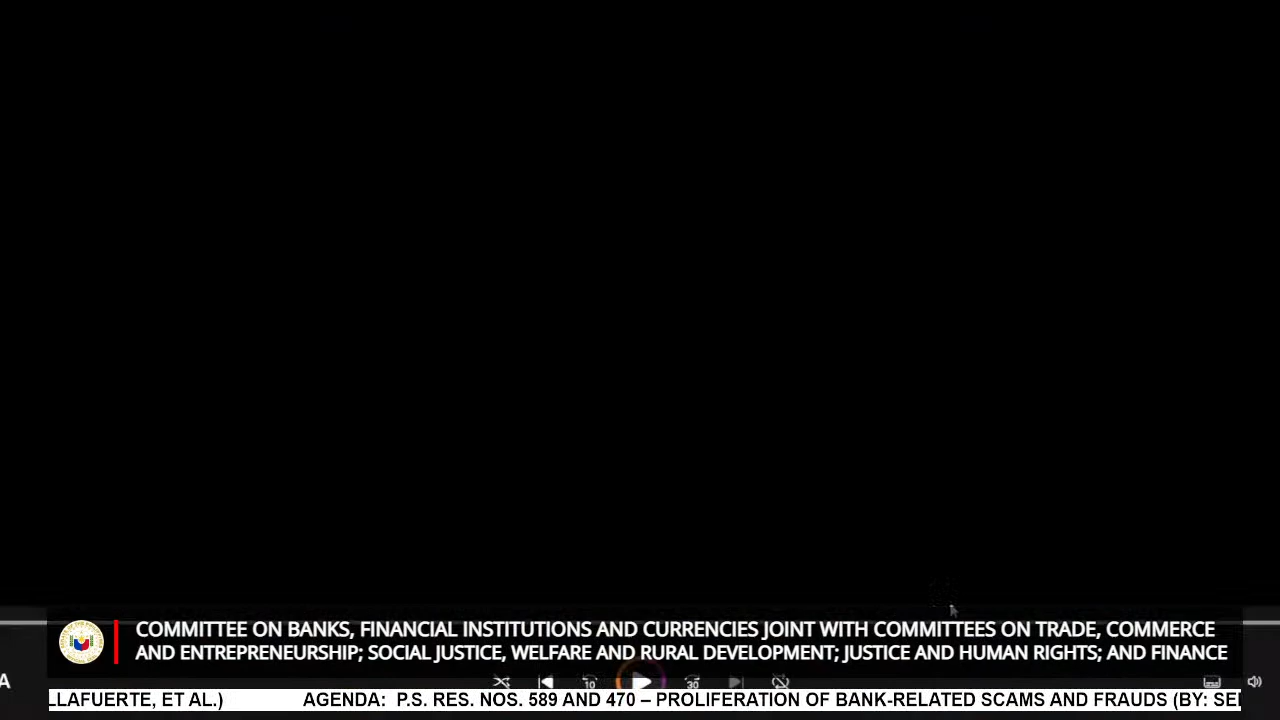 COMMITTEE ON BANKS, FINANCIAL INSTITUTIONS AND CURRENCIES JOINT WITH COMMITTEES ON TRADE, COMMERCE
AND ENTREPRENEURSHIP; SOCIAL JUSTICE, WELFARE AND RURAL DEVELOPMENT; JUSTICE AND HUMAN RIGHTS; AND FINANCE
A
10 30
LLAFUERTE, ET AL.) AGENDA: P.S. RES. NOS. 589 AND 470 – PROLIFERATION OF BANK-RELATED SCAMS AND FRAUDS (BY: